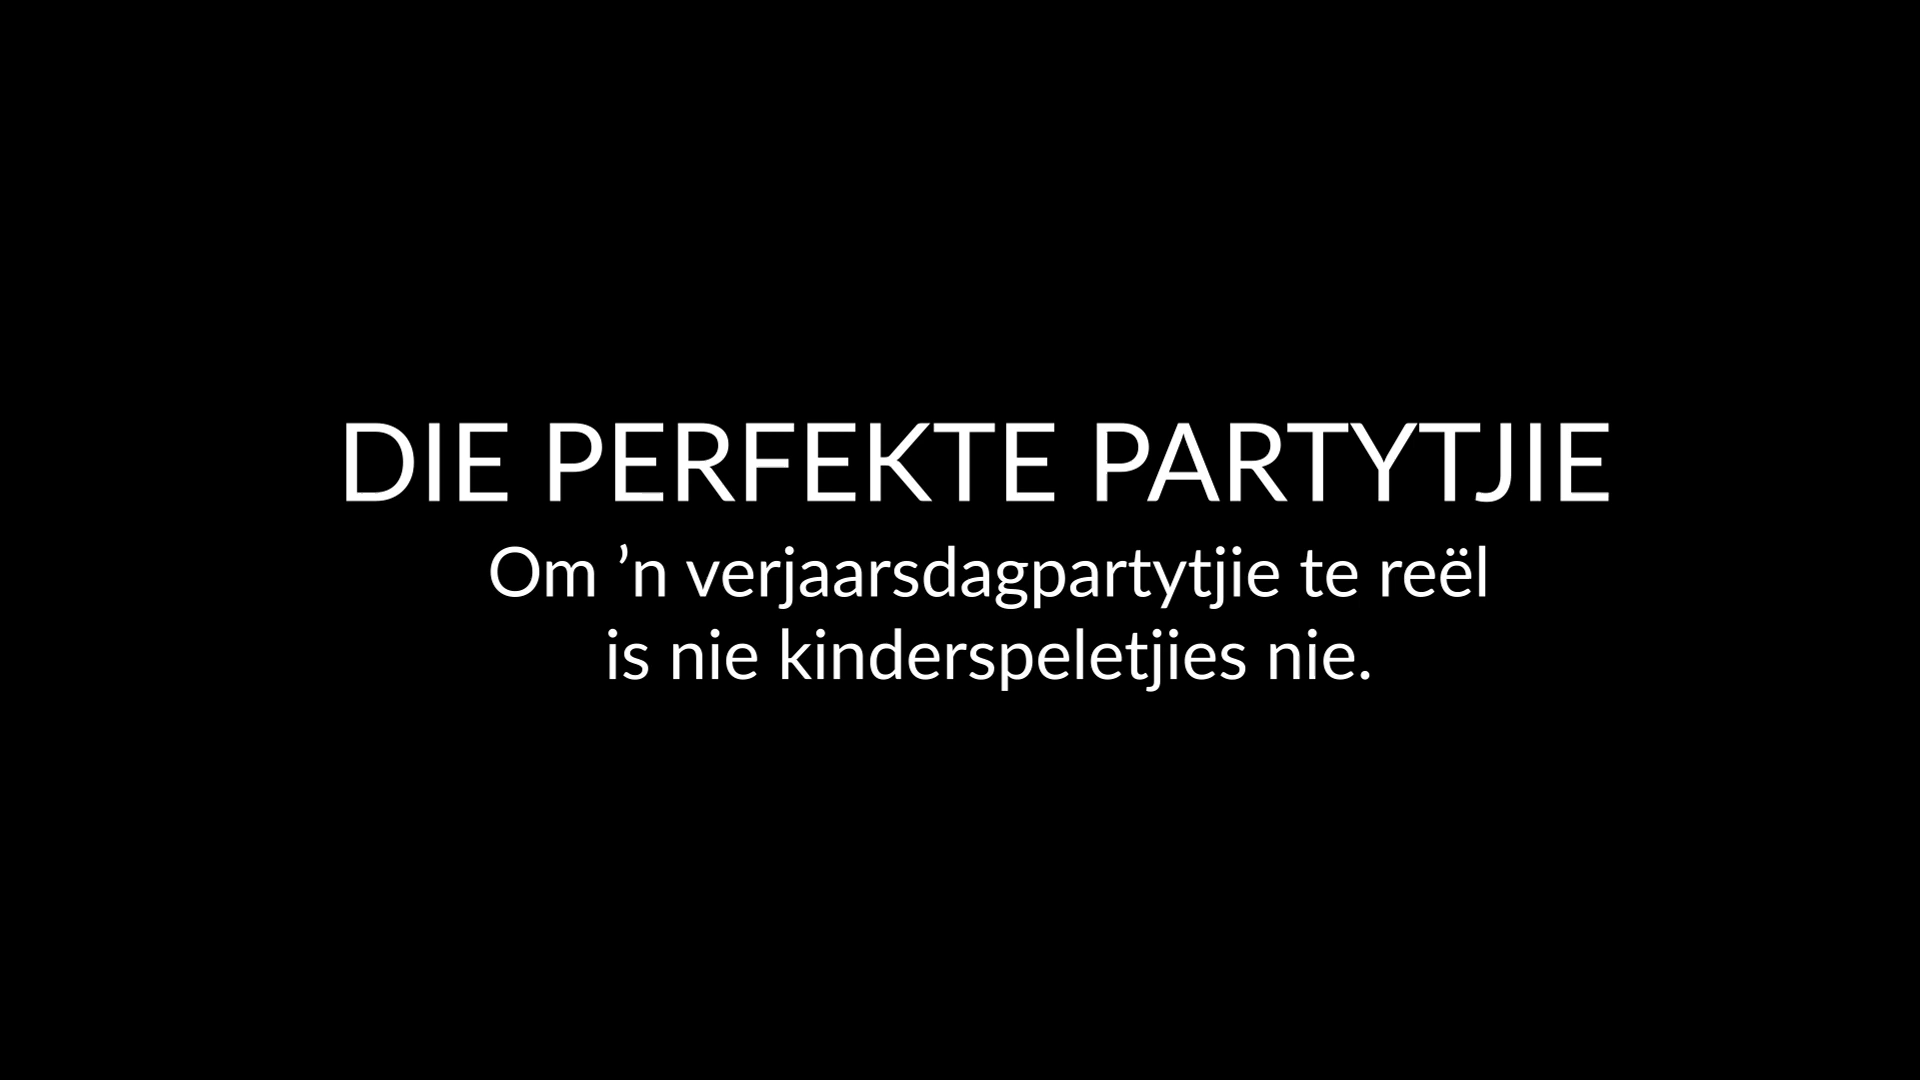 DIE PERFEKTE PARTYTJIE
Om ’n verjaarsdagpartytjie te reël
is nie kinderspeletjies nie.